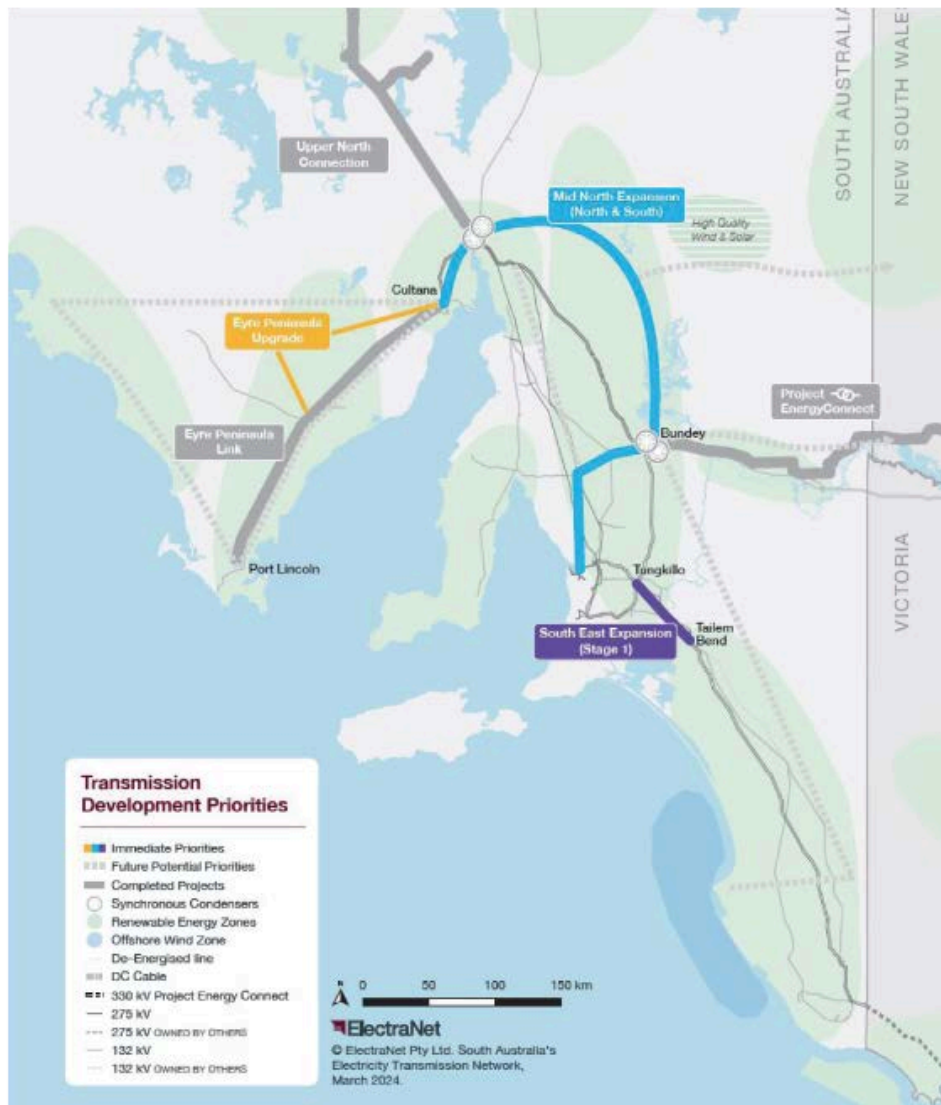 SOUTH AUSTRALIA
NEW SOUTH WALES
Upper North
Connection
Mid North Expansion
(North & South)
High Quality
Wind & Solar
Cultana
Eyre Peninsula
Upgrade
Project
EnergyConnect
Eyre Peninsula
Link
Bundey
Port Lincoln
Tungkillo
VICTORIA
South East Expansion
(Stage 1)
Tailem
Bend
Transmission
Development Priorities
Immediate Priorities
Future Potential Priorities
Completed Projects
Synchronous Condensers
Renewable Energy Zones
Offshore Wind Zone
De-Energised line
DC Cable
330 kV Project Energy Connect
275 kV
275 kV OWNED BY OTHERS
132 kV
132 kV OWNED BY OTHERS
N
0 50 100 150 km
ElectraNet
© ElectraNet Pty Ltd. South Australia's
Electricity Transmission Network,
March 2024.